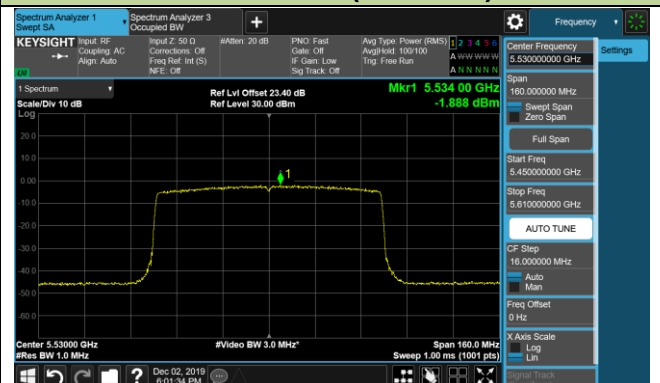 Spectrum Analyzer 1
Swept SA
Spectrum Analyzer 3
Occupied BW
Frequency
KEYSIGHT
Input: RF
Coupling: AC
Align: Auto
Input Z: 50 Ω
Corrections: Off
Freq Ref: Int (S)
NFE: Off
#Atten: 20 dB
PNO: Fast
Gate: Off
IF Gain: Low
Sig Track: Off
Avg Type: Power (RMS)
Avg|Hold: 100/100
Trig: Free Run
1 2 3 4 5 6
A W W W W W
A N N N N N
LXI
1 Spectrum
Scale/Div 10 dB
Log
Ref Lvl Offset 23.40 dB
Ref Level 30.00 dBm
Mkr1 5.534 00 GHz
-1.888 dBm
20.0
10.0
0.00
-10.0
-20.0
-30.0
-40.0
-50.0
-60.0
1
Center 5.53000 GHz
#Res BW 1.0 MHz
#Video BW 3.0 MHz*
Span 160.0 MHz
Sweep 1.00 ms (1001 pts)
Dec 02, 2019
6:01:34 PM
Center Frequency
5.530000000 GHz
Span
160.000000 MHz
Swept Span
Zero Span
Full Span
Start Freq
5.450000000 GHz
Stop Freq
5.610000000 GHz
AUTO TUNE
CF Step
16.000000 MHz
Auto
Man
Freq Offset
0 Hz
X Axis Scale
Log
Lin
Signal Track
Settings